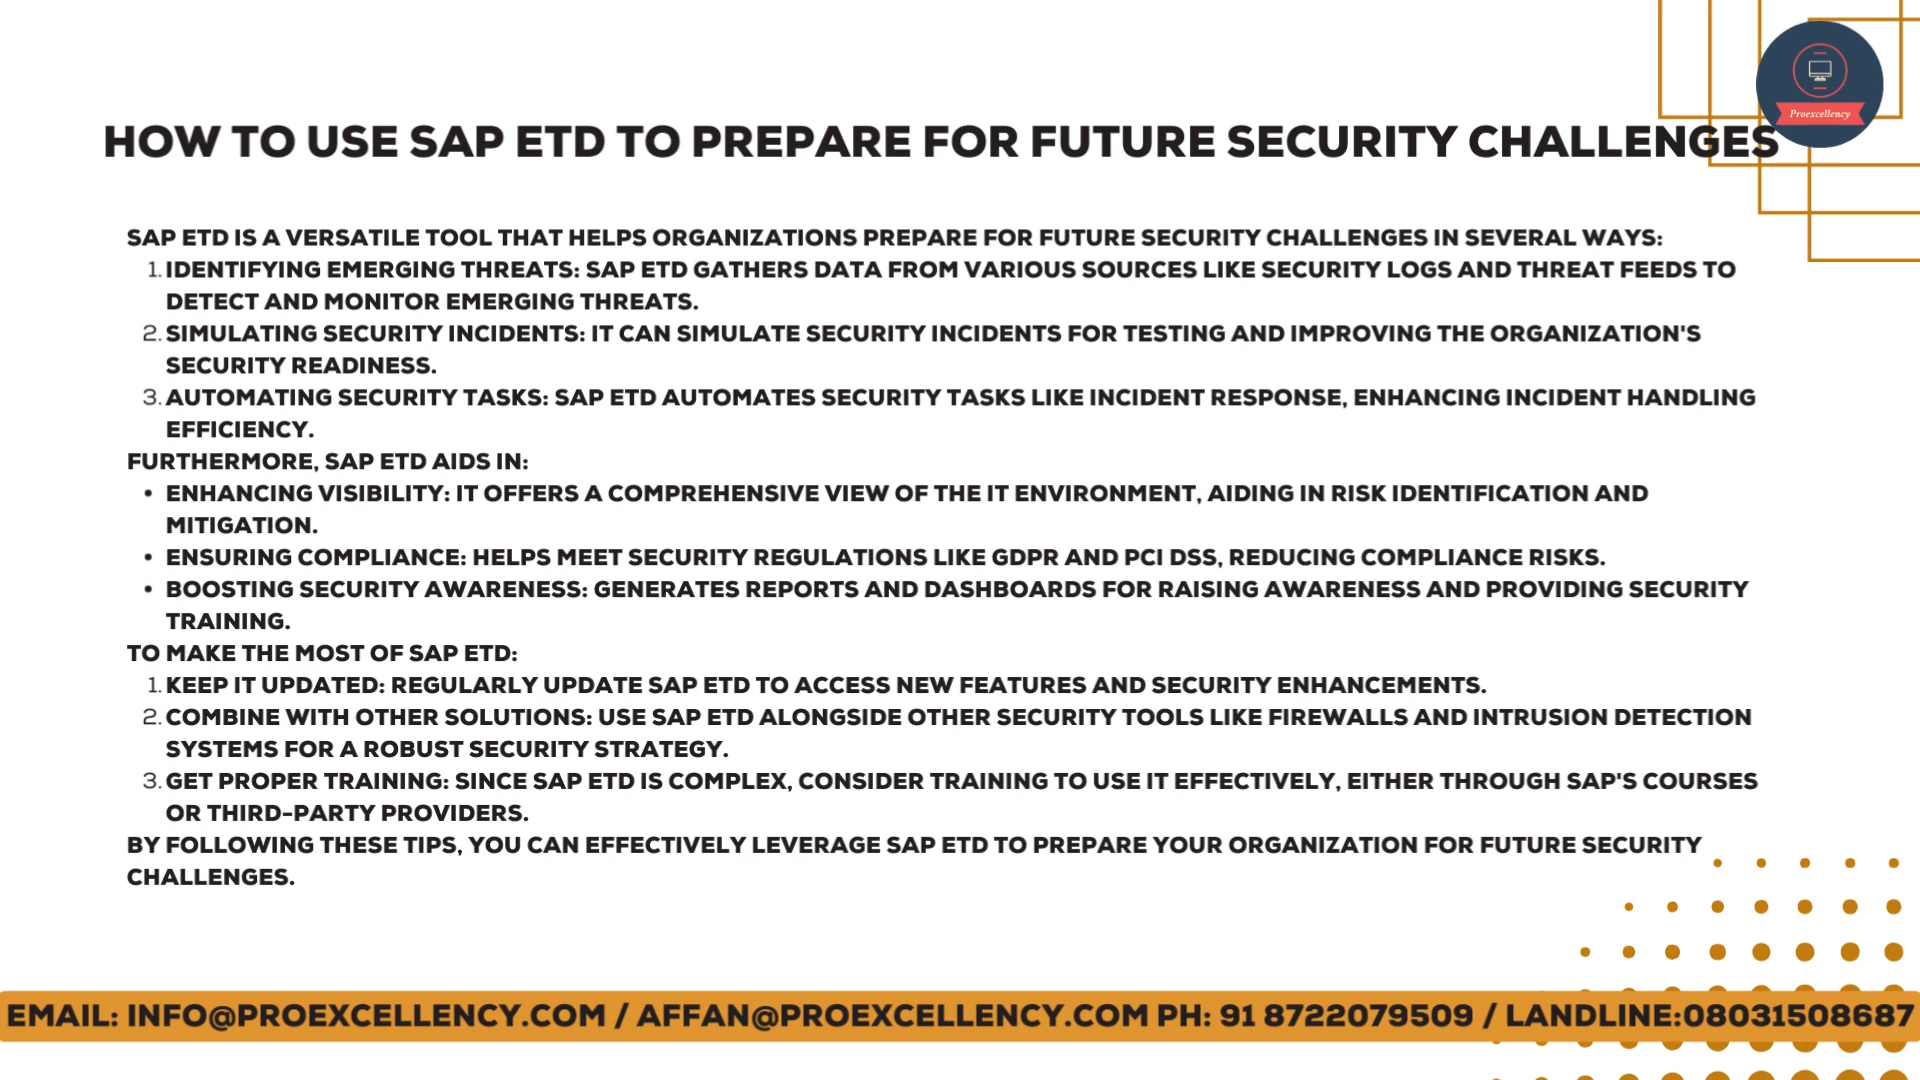 Proexcellency
HOW TO USE SAP ETD TO PREPARE FOR FUTURE SECURITY CHALLENGES
SAP ETD IS A VERSATILE TOOL THAT HELPS ORGANIZATIONS PREPARE FOR FUTURE SECURITY CHALLENGES IN SEVERAL WAYS:
1. IDENTIFYING EMERGING THREATS: SAP ETD GATHERS DATA FROM VARIOUS SOURCES LIKE SECURITY LOGS AND THREAT FEEDS TO
DETECT AND MONITOR EMERGING THREATS.
2. SIMULATING SECURITY INCIDENTS: IT CAN SIMULATE SECURITY INCIDENTS FOR TESTING AND IMPROVING THE ORGANIZATION'S
SECURITY READINESS.
3. AUTOMATING SECURITY TASKS: SAP ETD AUTOMATES SECURITY TASKS LIKE INCIDENT RESPONSE, ENHANCING INCIDENT HANDLING
EFFICIENCY.
FURTHERMORE, SAP ETD AIDS IN:
• ENHANCING VISIBILITY: IT OFFERS A COMPREHENSIVE VIEW OF THE IT ENVIRONMENT, AIDING IN RISK IDENTIFICATION AND
MITIGATION.
• ENSURING COMPLIANCE: HELPS MEET SECURITY REGULATIONS LIKE GDPR AND PCI DSS, REDUCING COMPLIANCE RISKS.
• BOOSTING SECURITY AWARENESS: GENERATES REPORTS AND DASHBOARDS FOR RAISING AWARENESS AND PROVIDING SECURITY
TRAINING.
TO MAKE THE MOST OF SAP ETD:
1. KEEP IT UPDATED: REGULARLY UPDATE SAP ETD TO ACCESS NEW FEATURES AND SECURITY ENHANCEMENTS.
2. COMBINE WITH OTHER SOLUTIONS: USE SAP ETD ALONGSIDE OTHER SECURITY TOOLS LIKE FIREWALLS AND INTRUSION DETECTION
SYSTEMS FOR A ROBUST SECURITY STRATEGY.
3. GET PROPER TRAINING: SINCE SAP ETD IS COMPLEX, CONSIDER TRAINING TO USE IT EFFECTIVELY, EITHER THROUGH SAP'S COURSES
OR THIRD-PARTY PROVIDERS.
BY FOLLOWING THESE TIPS, YOU CAN EFFECTIVELY LEVERAGE SAP ETD TO PREPARE YOUR ORGANIZATION FOR FUTURE SECURITY
CHALLENGES.
EMAIL: INFO@PROEXCELLENCY.COM / AFFAN@PROEXCELLENCY.COM PH: 91 8722079509 / LANDLINE:08031508687